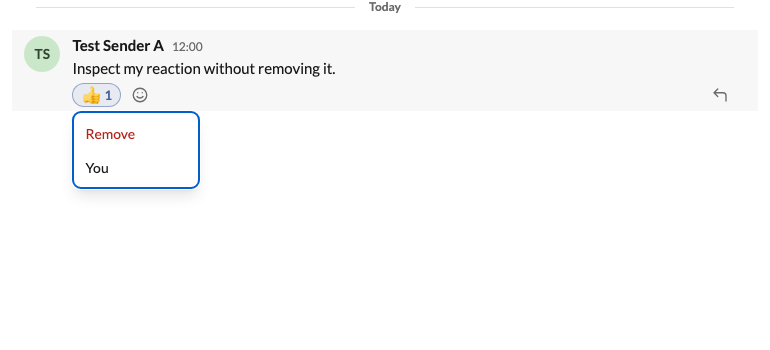 Today
TS
Test Sender A 12:00
Inspect my reaction without removing it.
👍 1
Remove
You